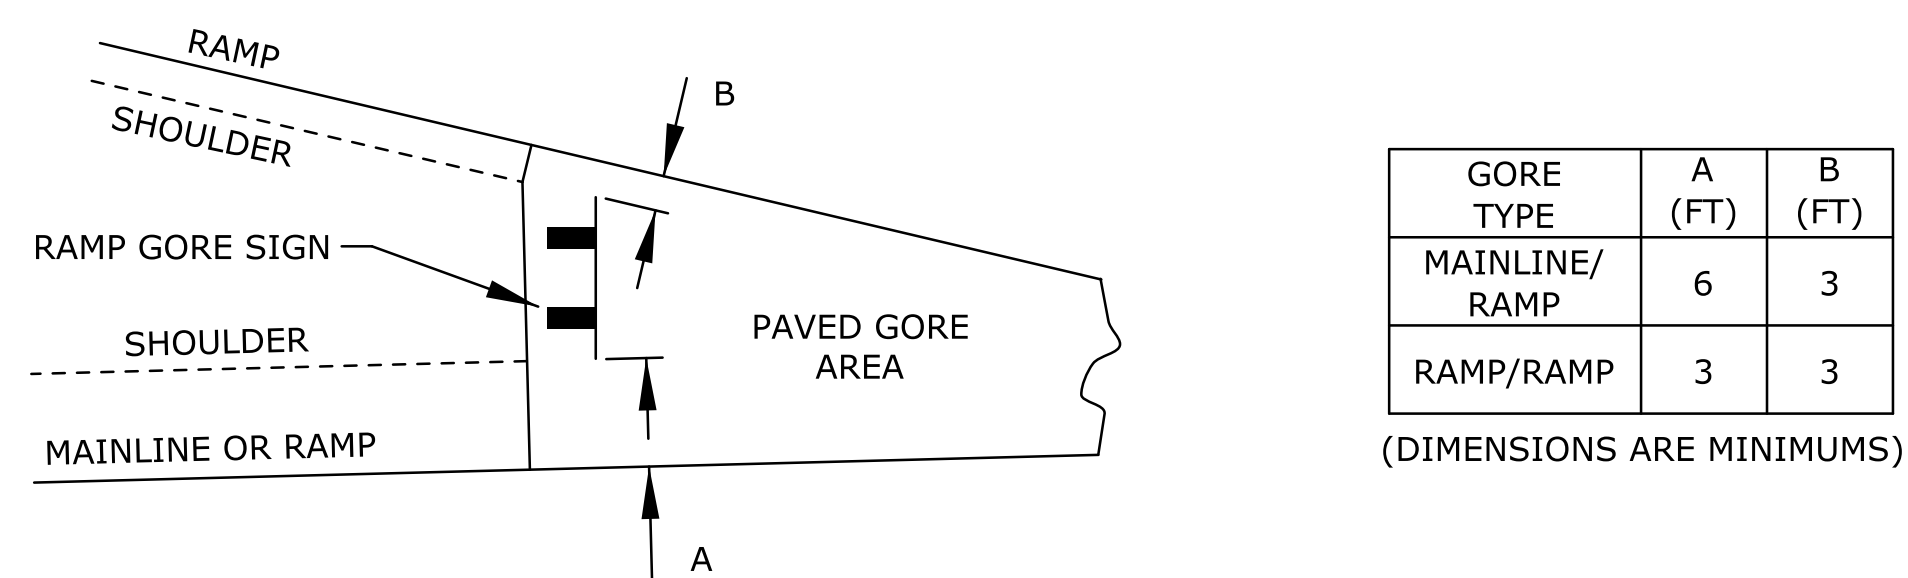 RAMP
B
SHOULDER
RAMP GORE SIGN
SHOULDER
PAVED GORE
AREA
MAINLINE OR RAMP
A
GORE
TYPE
A
(FT)
B
(FT)
MAINLINE/
RAMP
6
3
RAMP/RAMP
3
3
(DIMENSIONS ARE MINIMUMS)